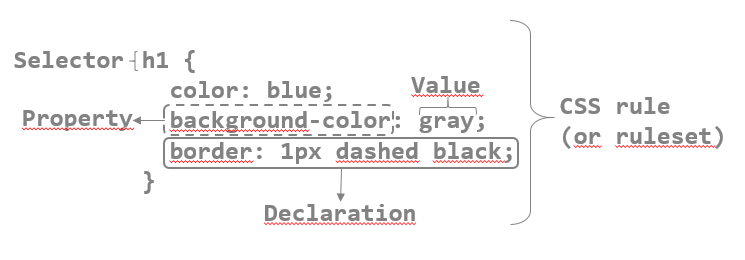 Selector h1 {
color: blue;
Value
Property
background-color: gray;
border: 1px dashed black;
}
Declaration
CSS rule
(or ruleset)